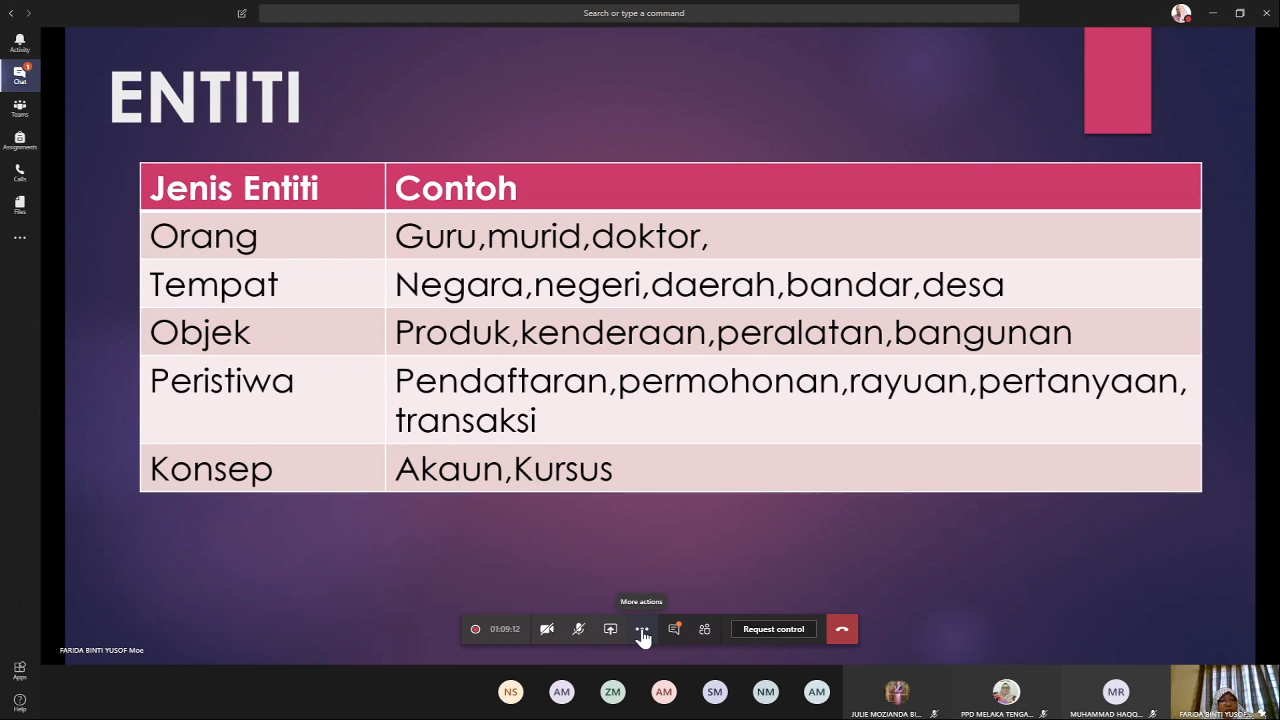 Search or type a command
Activity
1
Chat
Teams
Assignments
Calls
Files
Apps
Help
ENTITI
Jenis Entiti Contoh
Orang Guru,murid,doktor,
Tempat Negara,negeri,daerah,bandar,desa
Objek Produk,kenderaan,peralatan,bangunan
Peristiwa Pendaftaran,permohonan,rayuan,pertanyaan,
transaksi
Konsep Akaun,Kursus
More actions
01:09:12 Request control
FARIDA BINTI YUSOF Moe
NS AM ZM AM SM NM AM MR
JULIE MOZIANDA BI... PPD MELAKA TENGA... MUHAMMAD HAQQ... FARIDA BINTI YUSOF...